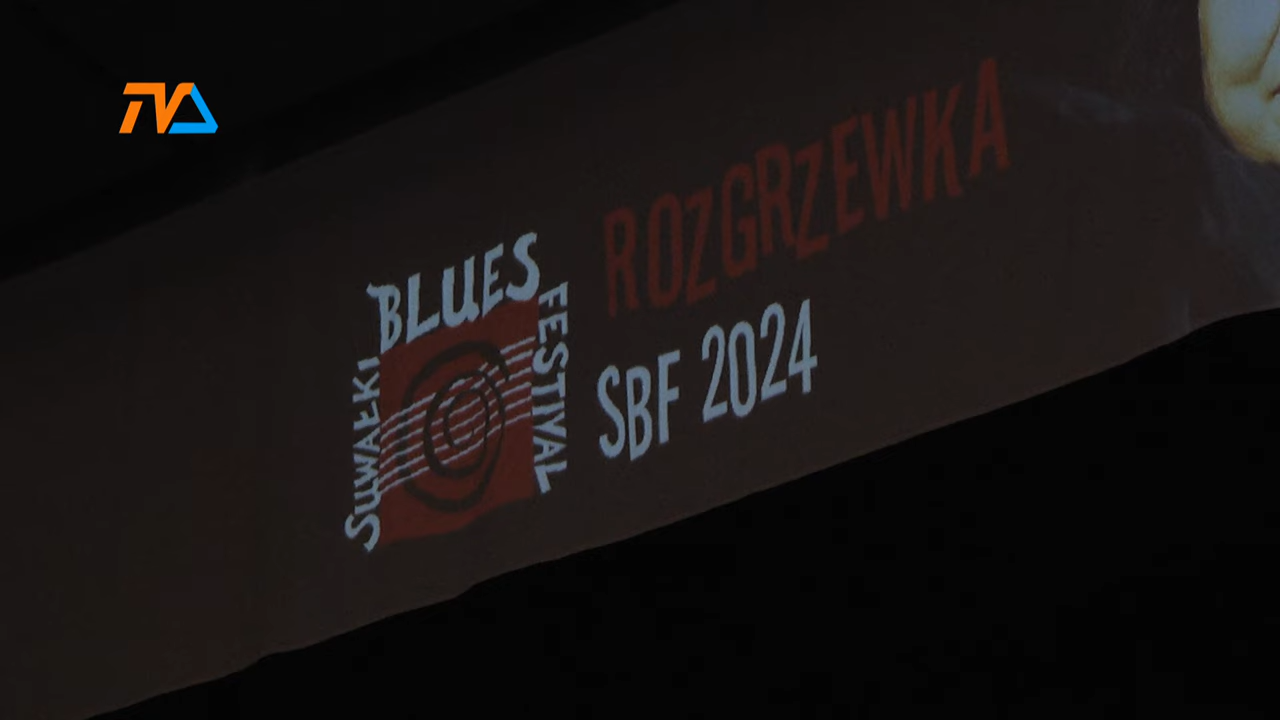 TVA
ROZGRZEWKA
BLUES
FESTIVAL
SUWAŁKI
SBF 2024